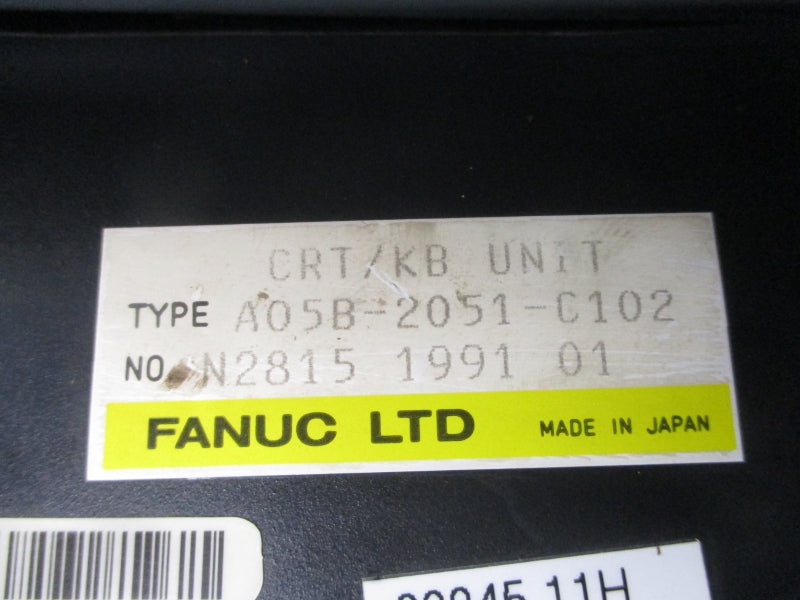 CRT/KB UNIT
TYPE A05B-2051-C102
NO. N2815 1991 01
FANUC LTD MADE IN JAPAN